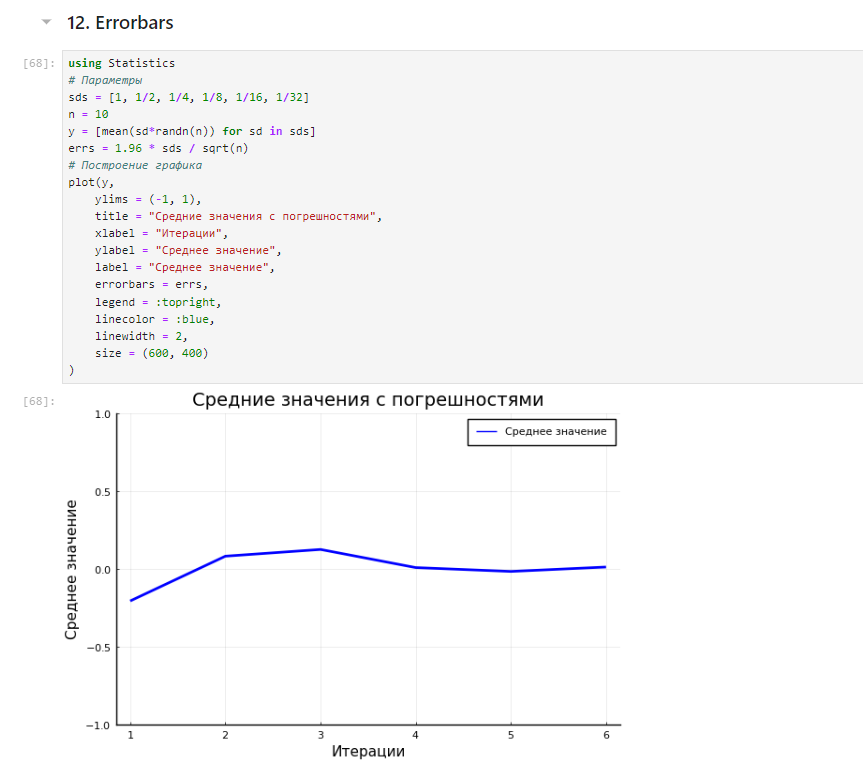 12. Errorbars
[68]:
using Statistics
# Параметры
sds = [1, 1/2, 1/4, 1/8, 1/16, 1/32]
n = 10
y = [mean(sd*randn(n)) for sd in sds]
errs = 1.96 * sds / sqrt(n)
# Построение графика
plot(y,
    ylims = (-1, 1),
    title = "Средние значения с погрешностями",
    xlabel = "Итерации",
    ylabel = "Среднее значение",
    label = "Среднее значение",
    errorbars = errs,
    legend = :topright,
    linecolor = :blue,
    linewidth = 2,
    size = (600, 400)
)
[68]:
Средние значения с погрешностями
Среднее значение
Среднее значение
1.0
0.5
0.0
−0.5
−1.0
1 2 3 4 5 6
Итерации